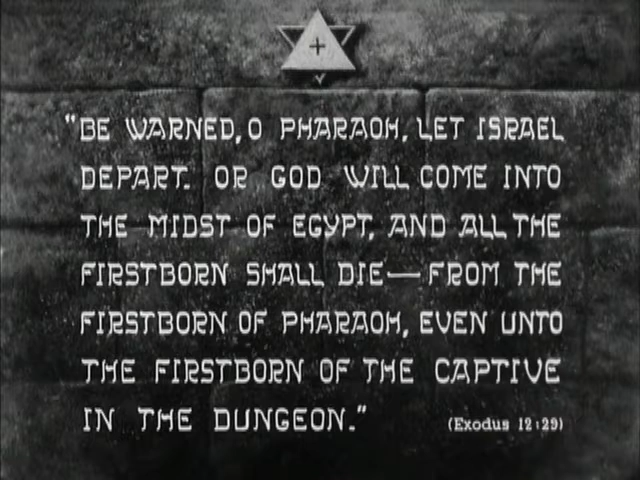 "BE WARNED, O PHARAOH, LET ISRAEL
DEPART. OR GOD WILL COME INTO
THE MIDST OF EGYPT, AND ALL THE
FIRSTBORN SHALL DIE—FROM THE
FIRSTBORN OF PHARAOH, EVEN UNTO
THE FIRSTBORN OF THE CAPTIVE
IN THE DUNGEON."
(Exodus 12:29)